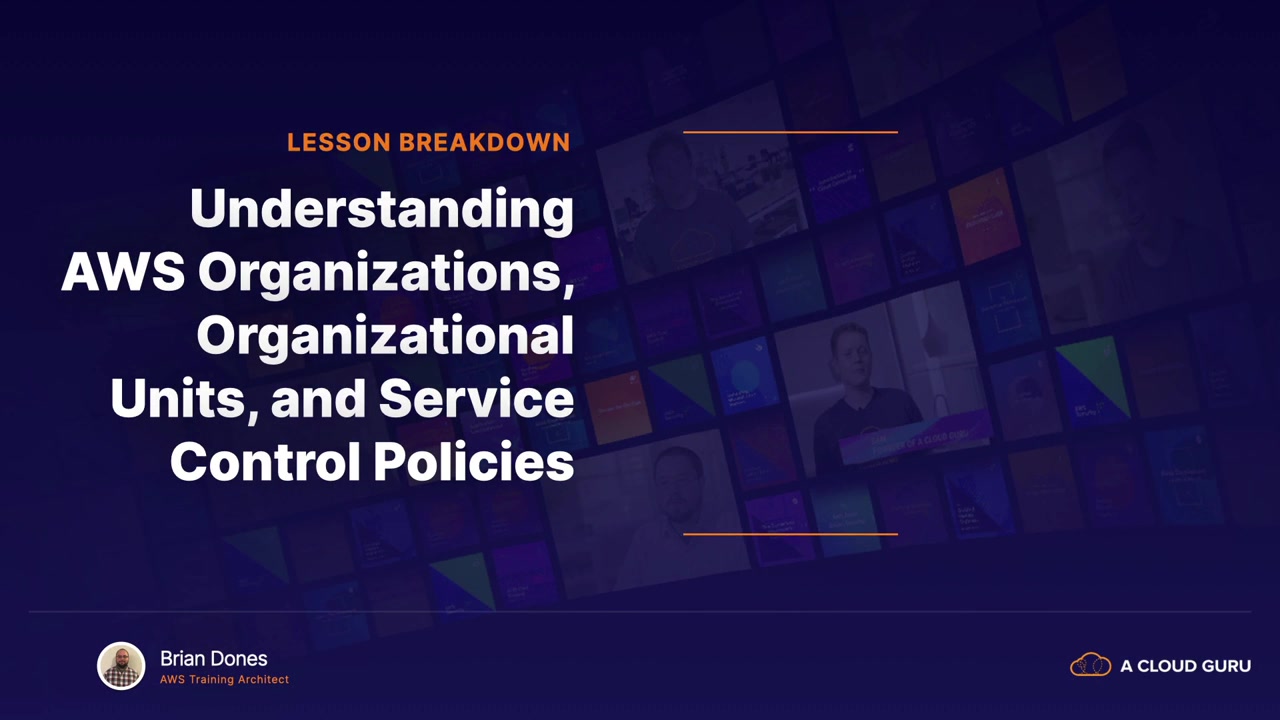 LESSON BREAKDOWN
Understanding
AWS Organizations,
Organizational
Units, and Service
Control Policies
Brian Dones
AWS Training Architect
A CLOUD GURU